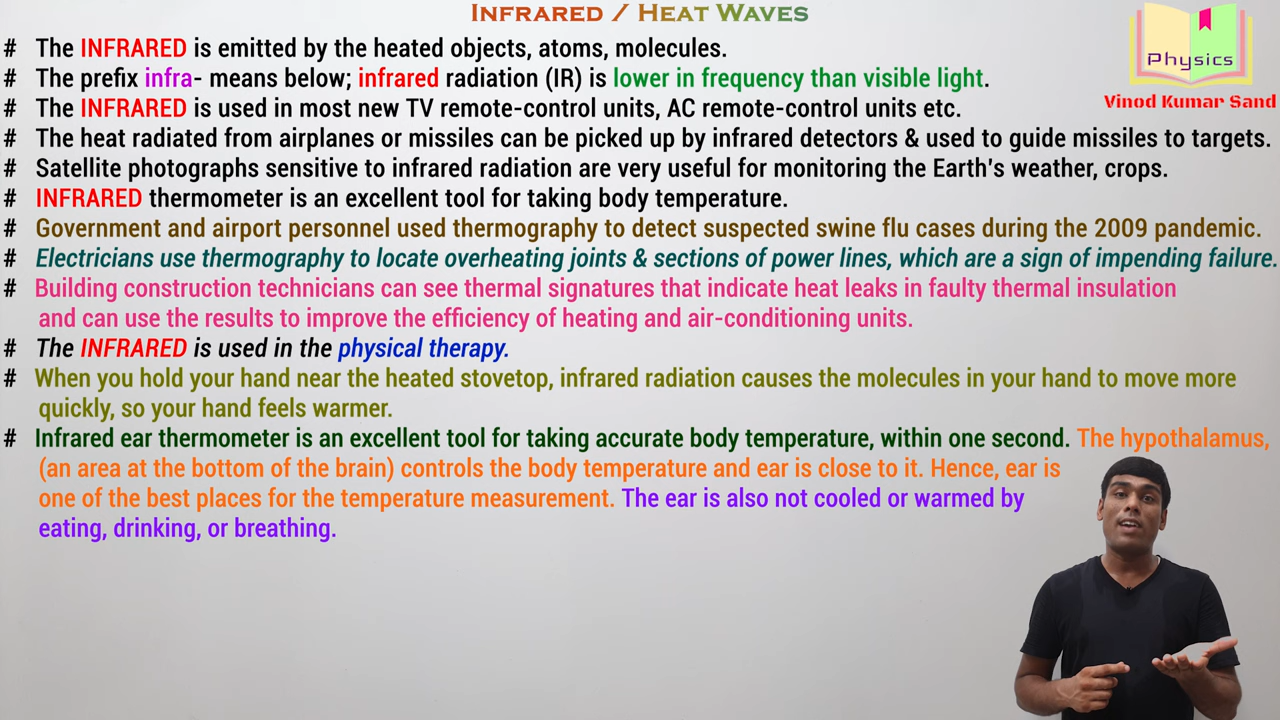 INFRARED / HEAT WAVES
Physics
Vinod Kumar Sand
# The INFRARED is emitted by the heated objects, atoms, molecules.
# The prefix infra- means below; infrared radiation (IR) is lower in frequency than visible light.
# The INFRARED is used in most new TV remote-control units, AC remote-control units etc.
# The heat radiated from airplanes or missiles can be picked up by infrared detectors & used to guide missiles to targets.
# Satellite photographs sensitive to infrared radiation are very useful for monitoring the Earth's weather, crops.
# INFRARED thermometer is an excellent tool for taking body temperature.
# Government and airport personnel used thermography to detect suspected swine flu cases during the 2009 pandemic.
# Electricians use thermography to locate overheating joints & sections of power lines, which are a sign of impending failure.
# Building construction technicians can see thermal signatures that indicate heat leaks in faulty thermal insulation
and can use the results to improve the efficiency of heating and air-conditioning units.
# The INFRARED is used in the physical therapy.
# When you hold your hand near the heated stovetop, infrared radiation causes the molecules in your hand to move more
quickly, so your hand feels warmer.
# Infrared ear thermometer is an excellent tool for taking accurate body temperature, within one second. The hypothalamus,
(an area at the bottom of the brain) controls the body temperature and ear is close to it. Hence, ear is
one of the best places for the temperature measurement. The ear is also not cooled or warmed by
eating, drinking, or breathing.